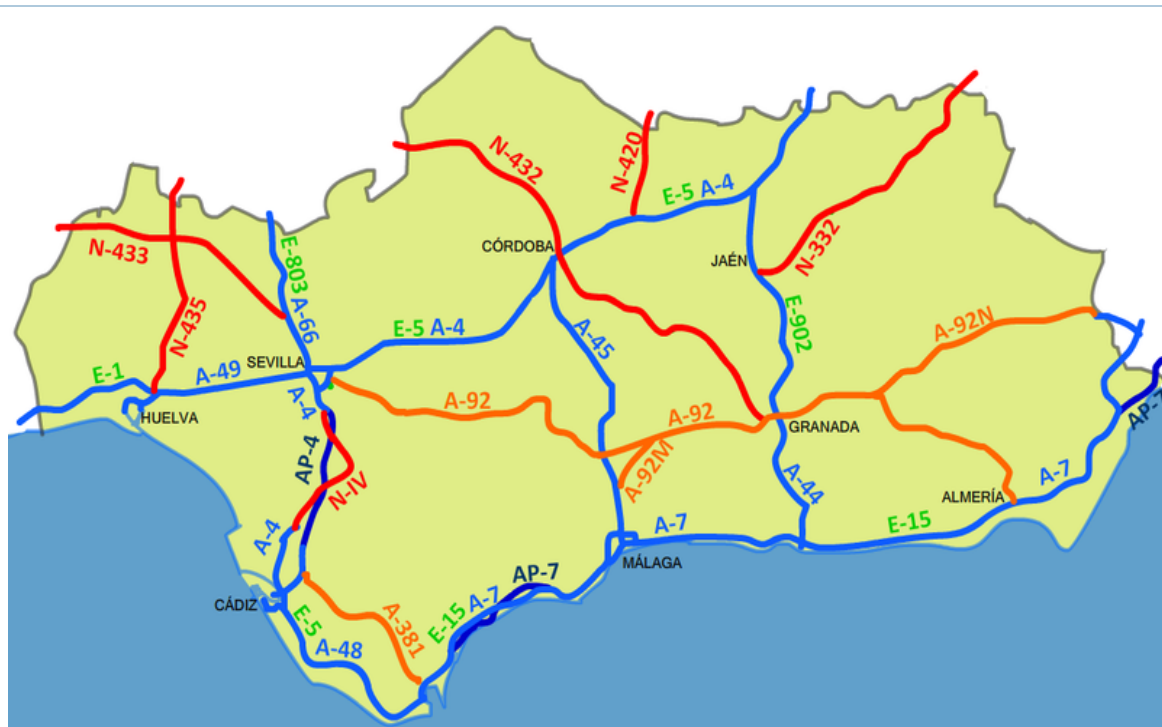 N-432
N-420
E-5 A-4
N-433
E-803
CÓRDOBA
JAÉN
N-332
N-435
A-66
E-5 A-4
A-45
E-902
A-92N
SEVILLA
E-1
A-49
A-4
A-92
A-92
HUELVA
GRANADA
AP-7
AP-4
N-IV
A-92M
A-44
A-7
ALMERÍA
A-4
A-7
E-15
MÁLAGA
AP-7
CÁDIZ
E-5
A-381
E-15 A-7
A-48